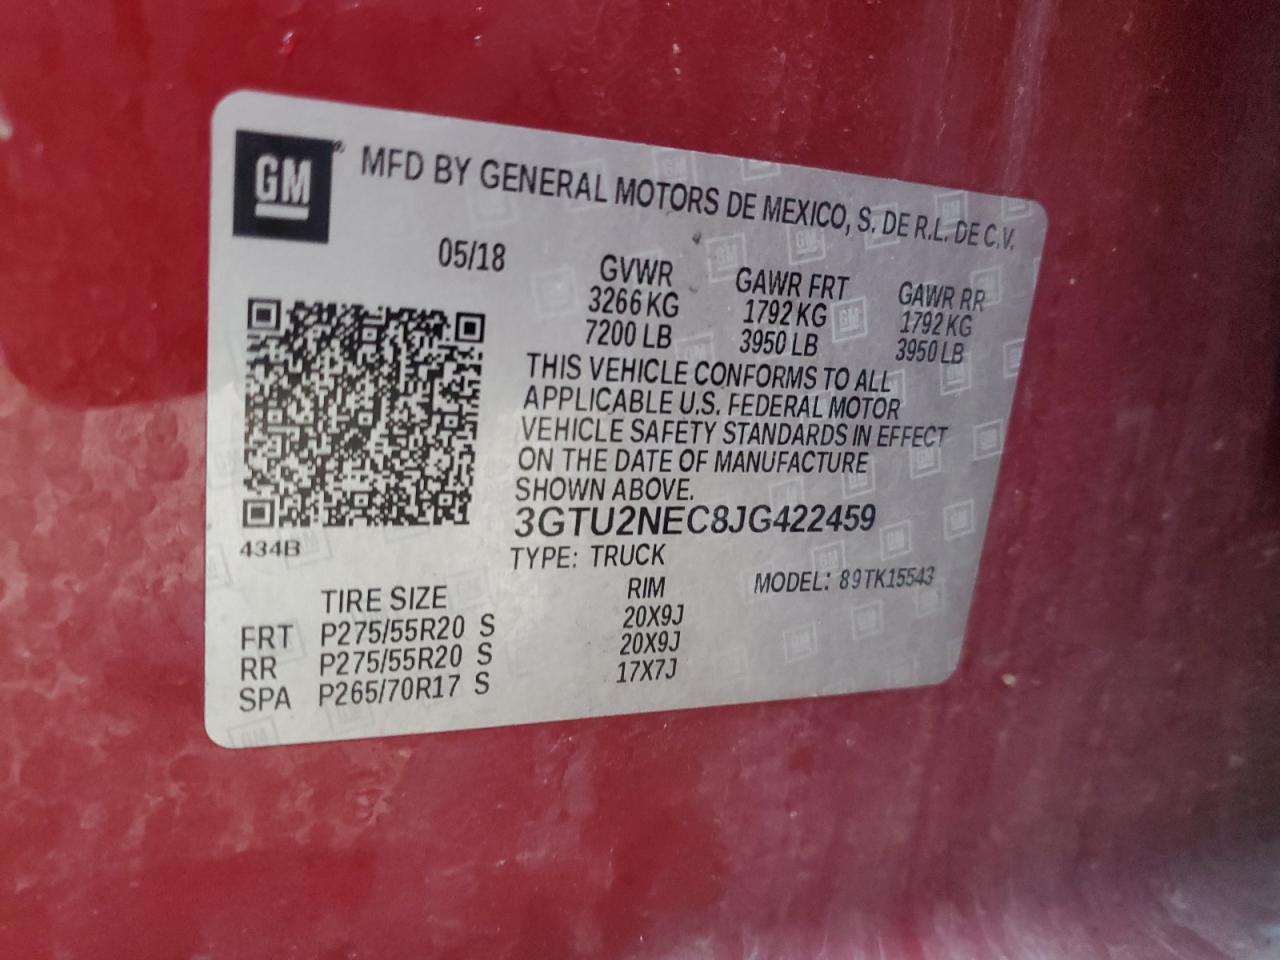 GM
MFD BY GENERAL MOTORS DE MEXICO, S. DE R.L. DE C.V.
05/18
GVWR GAWR FRT GAWR RR
3266 KG 1792 KG 1792 KG
7200 LB 3950 LB 3950 LB
THIS VEHICLE CONFORMS TO ALL
APPLICABLE U.S. FEDERAL MOTOR
VEHICLE SAFETY STANDARDS IN EFFECT
ON THE DATE OF MANUFACTURE
SHOWN ABOVE.
3GTU2NEC8JG422459
434B
TYPE: TRUCK
MODEL: 89TK15543
TIRE SIZE RIM
FRT P275/55R20 S 20X9J
RR P275/55R20 S 20X9J
SPA P265/70R17 S 17X7J